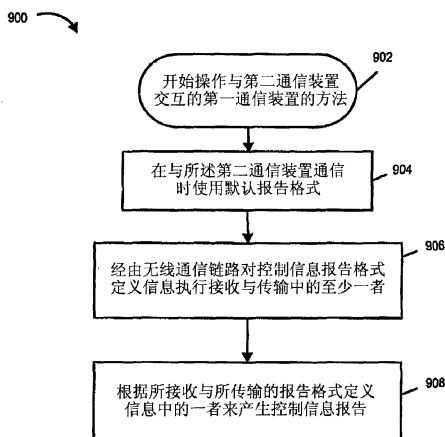 900
902
开始操作与第二通信装置
交互的第一通信装置的方法
904
在与所述第二通信装置通信
时使用默认报告格式
906
经由无线通信链路对控制信息报告格式
定义信息执行接收与传输中的至少一者
908
根据所接收与所传输的报告格式定义
信息中的一者来产生控制信息报告